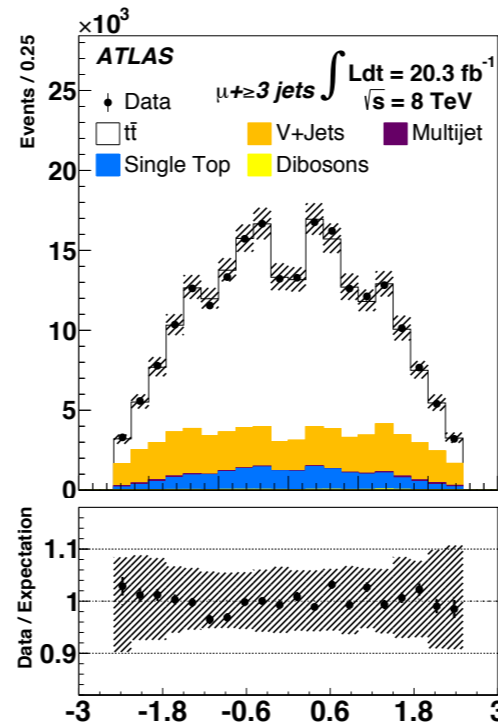 ×10³
ATLAS
μ+≥3 jets ∫ Ldt = 20.3 fb⁻¹
√s = 8 TeV
Data
tt̄
V+Jets
Multijet
Single Top
Dibosons
Events / 0.25
25
20
15
10
5
0
Data / Expectation
1.1
1
0.9
-3 -1.8 -0.6 0.6 1.8 3